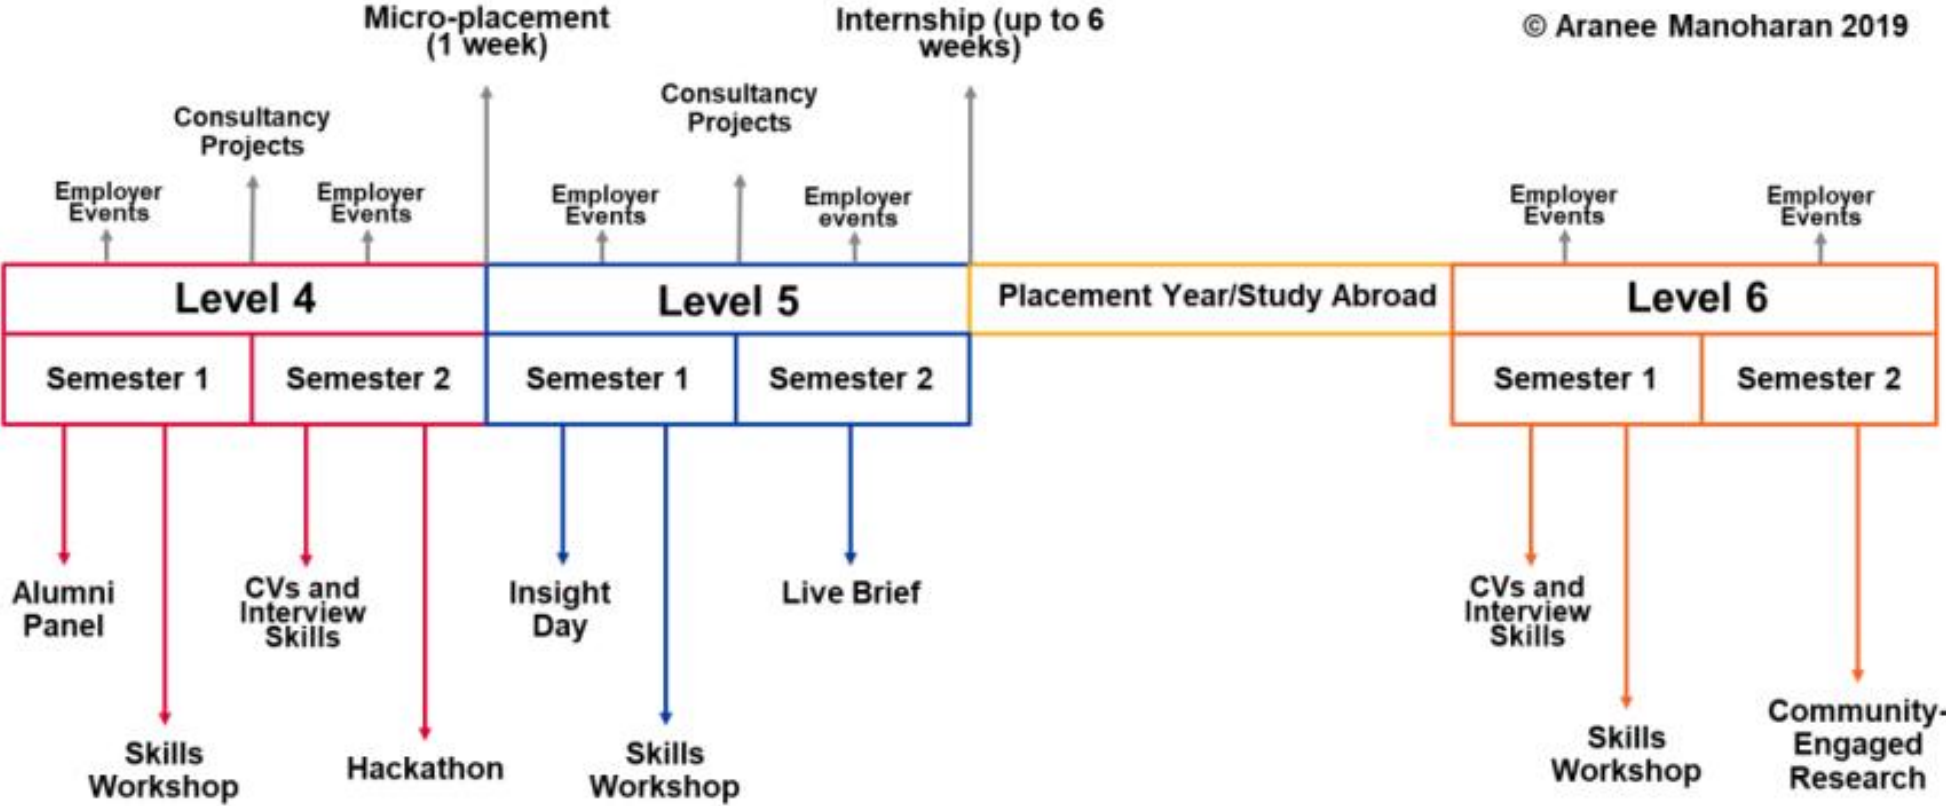 Micro-placement
(1 week)
Internship (up to 6
weeks)
© Aranee Manoharan 2019
Consultancy
Projects
Consultancy
Projects
Employer
Events
Employer
Events
Employer
Events
Employer
events
Employer
Events
Employer
Events
Level 4
Level 5
Placement Year/Study Abroad
Level 6
Semester 1
Semester 2
Semester 1
Semester 2
Semester 1
Semester 2
Alumni
Panel
CVs and
Interview
Skills
Insight
Day
Live Brief
CVs and
Interview
Skills
Skills
Workshop
Hackathon
Skills
Workshop
Skills
Workshop
Community-
Engaged
Research